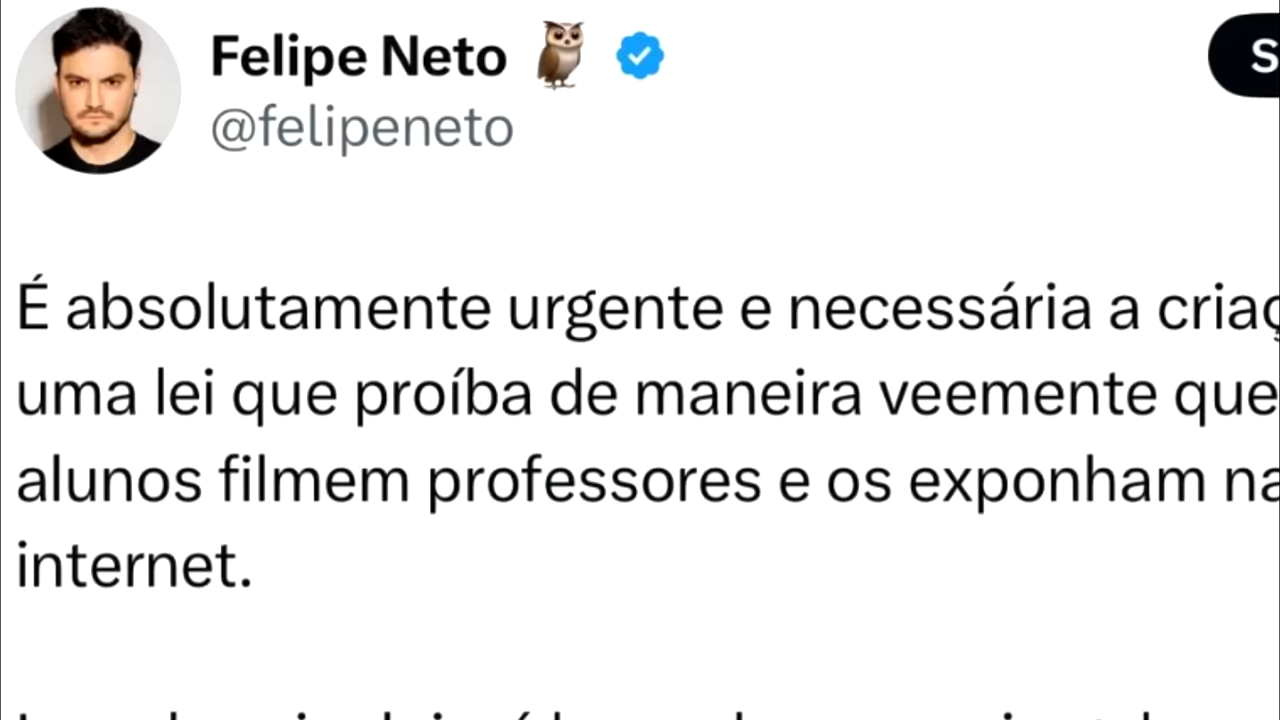 Felipe Neto
@felipeneto
S
É absolutamente urgente e necessária a criaç
uma lei que proíba de maneira veemente que
alunos filmem professores e os exponham na
internet.